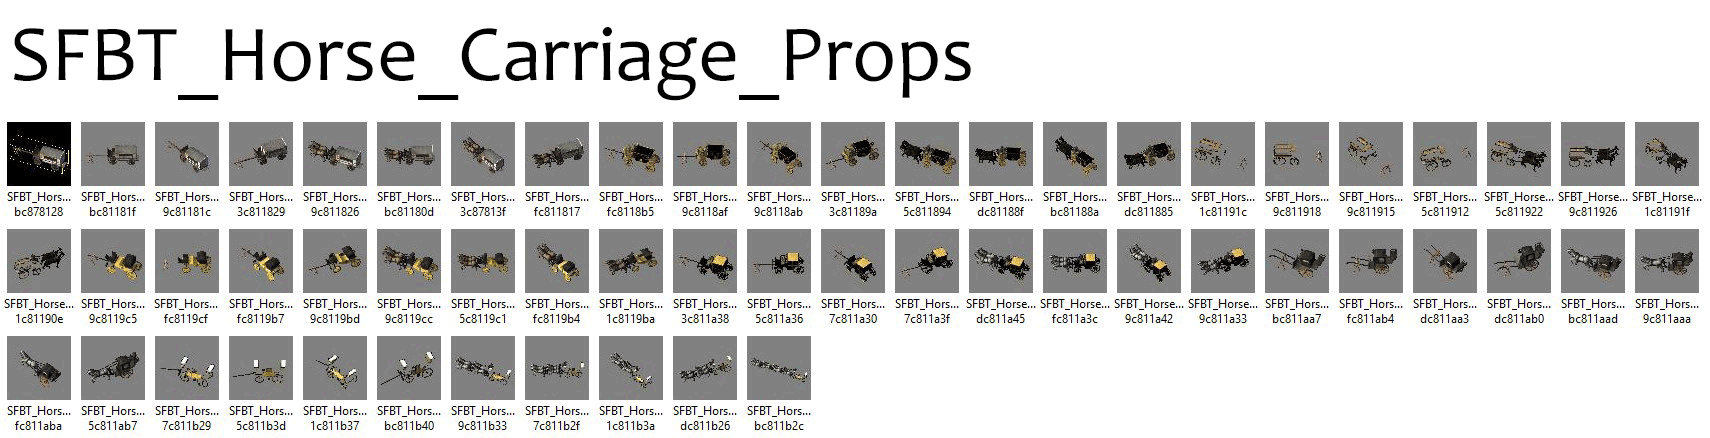 SFBT_Horse_Carriage_Props
SFBT_Hors... SFBT_Hors... SFBT_Hors... SFBT_Hors... SFBT_Hors... SFBT_Hors... SFBT_Hors... SFBT_Hors... SFBT_Hors... SFBT_Hors... SFBT_Hors... SFBT_Hors... SFBT_Hors... SFBT_Hors... SFBT_Hors... SFBT_Hors... SFBT_Hors... SFBT_Hors... SFBT_Hors... SFBT_Hors... SFBT_Hors... SFBT_Hors... SFBT_Horse...
bc878128 bc81181f 9c81181c 3c811829 9c811826 bc81180d 3c87813f fc811817 fc8118b5 9c8118af 9c8118ab 3c81189a 5c811894 dc81188f bc81188a dc811885 1c81191c 9c811918 9c811915 5c811912 5c811922 9c811926 1c81191f
SFBT_Horse... SFBT_Hors... SFBT_Hors... SFBT_Hors... SFBT_Hors... SFBT_Hors... SFBT_Hors... SFBT_Hors... SFBT_Hors... SFBT_Hors... SFBT_Hors... SFBT_Hors... SFBT_Hors... SFBT_Horse... SFBT_Horse... SFBT_Horse... SFBT_Horse... SFBT_Hors... SFBT_Hors... SFBT_Hors... SFBT_Hors... SFBT_Hors... SFBT_Hors...
1c81190e 9c8119c5 fc8119cf fc8119b7 9c8119bd 9c8119cc 5c8119c1 fc8119b4 1c8119ba 3c811a38 5c811a36 7c811a30 7c811a3f dc811a45 fc811a3c 9c811a42 9c811a33 bc811aa7 fc811ab4 dc811aa3 dc811ab0 bc811aad 9c811aaa
SFBT_Hors... SFBT_Hors... SFBT_Hors... SFBT_Hors... SFBT_Hors... SFBT_Hors... SFBT_Hors... SFBT_Hors... SFBT_Hors... SFBT_Hors... SFBT_Hors...
fc811aba 5c811ab7 7c811b29 5c811b3d 1c811b37 bc811b40 9c811b33 7c811b2f 1c811b3a dc811b26 bc811b2c